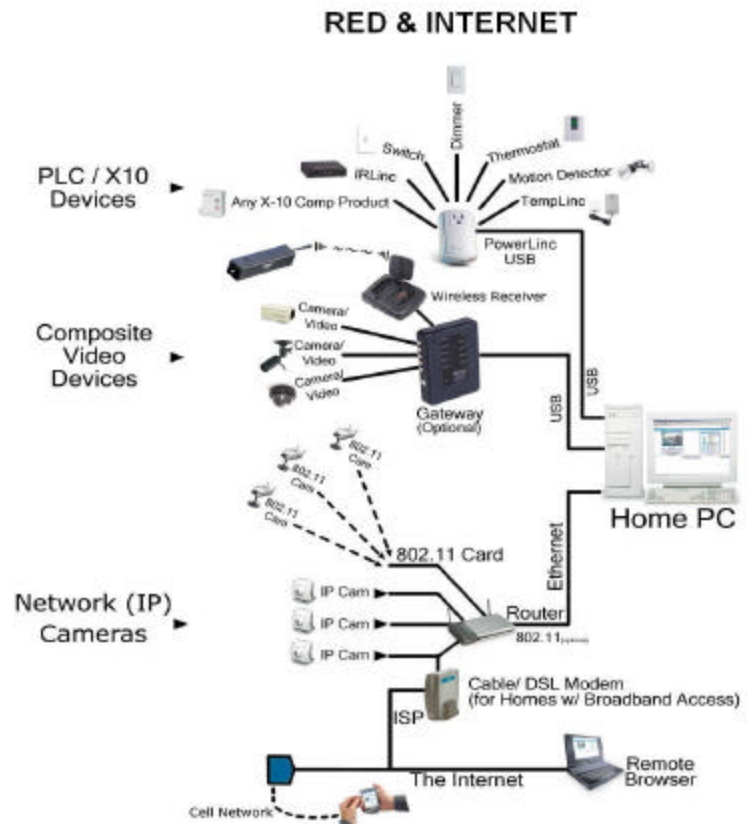 RED & INTERNET
Dimmer
Switch
Thermostat
IRLinc
Motion Detector
PLC / X10
Devices
Any X-10 Comp Product
TempLinc
PowerLinc
USB
Wireless Receiver
Camera/
Video
Composite
Video
Devices
Camera/
Video
Camera/
Video
Gateway
(Optional)
USB
USB
802.11
Cam
802.11
Cam
802.11
Cam
Home PC
802.11 Card
Ethernet
IP Cam
Network (IP)
Cameras
IP Cam
Router
802.11 (optional)
IP Cam
Cable/ DSL Modem
(for Homes w/ Broadband Access)
ISP
The Internet
Remote
Browser
Cell Network